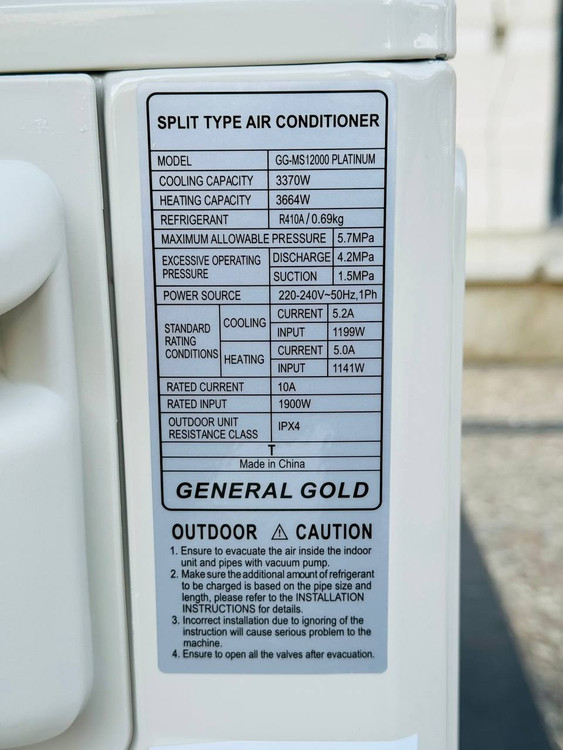 SPLIT TYPE AIR CONDITIONER
MODEL GG-MS12000 PLATINUM
COOLING CAPACITY 3370W
HEATING CAPACITY 3664W
REFRIGERANT R410A / 0.69kg
MAXIMUM ALLOWABLE PRESSURE 5.7MPa
EXCESSIVE OPERATING PRESSURE DISCHARGE 4.2MPa
SUCTION 1.5MPa
POWER SOURCE 220-240V~50Hz,1Ph
STANDARD RATING CONDITIONS COOLING CURRENT 5.2A
INPUT 1199W
HEATING CURRENT 5.0A
INPUT 1141W
RATED CURRENT 10A
RATED INPUT 1900W
OUTDOOR UNIT RESISTANCE CLASS IPX4
T
Made in China
GENERAL GOLD
OUTDOOR ⚠ CAUTION
1. Ensure to evacuate the air inside the indoor
unit and pipes with vacuum pump.
2. Make sure the additional amount of refrigerant
to be charged is based on the pipe size and
length, please refer to the INSTALLATION
INSTRUCTIONS for details.
3. Incorrect installation due to ignoring of the
instruction will cause serious problem to the
machine.
4. Ensure to open all the valves after evacuation.